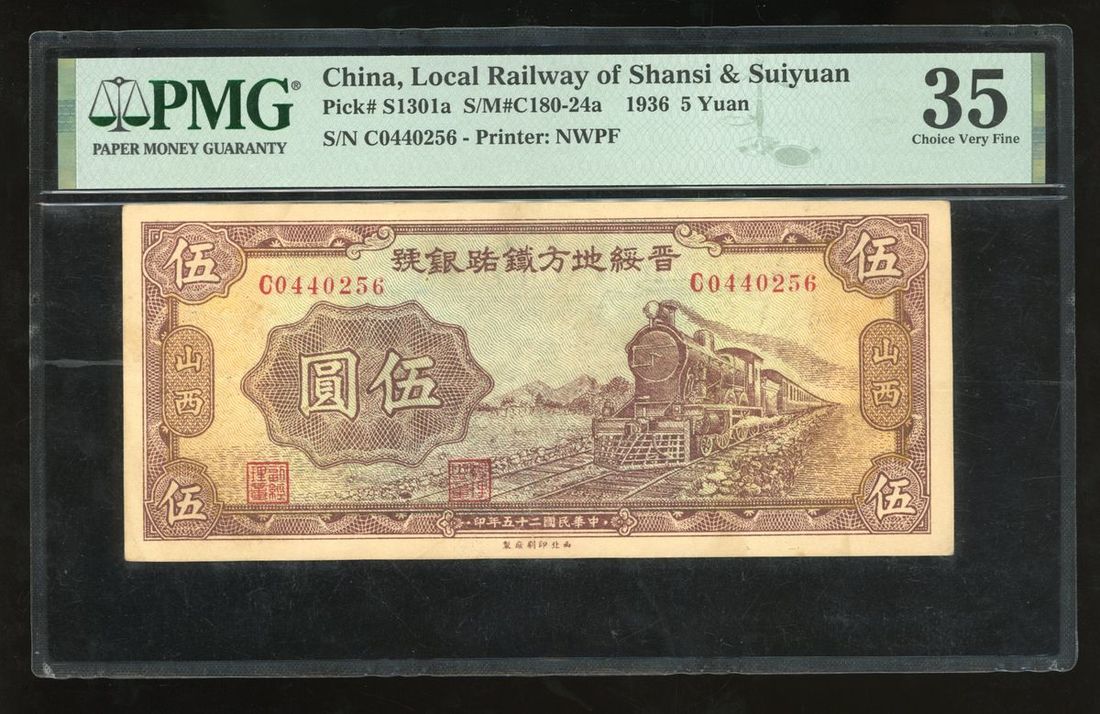 PMG®
PAPER MONEY GUARANTY
China, Local Railway of Shansi & Suiyuan
Pick# S1301a S/M#C180-24a 1936 5 Yuan
S/N C0440256 - Printer: NWPF
35
Choice Very Fine
伍
伍
晉綏地方鐵路銀號
C0440256
C0440256
山西
伍圓
山西
伍
伍
中華民國二十五年印
西北印刷廠製